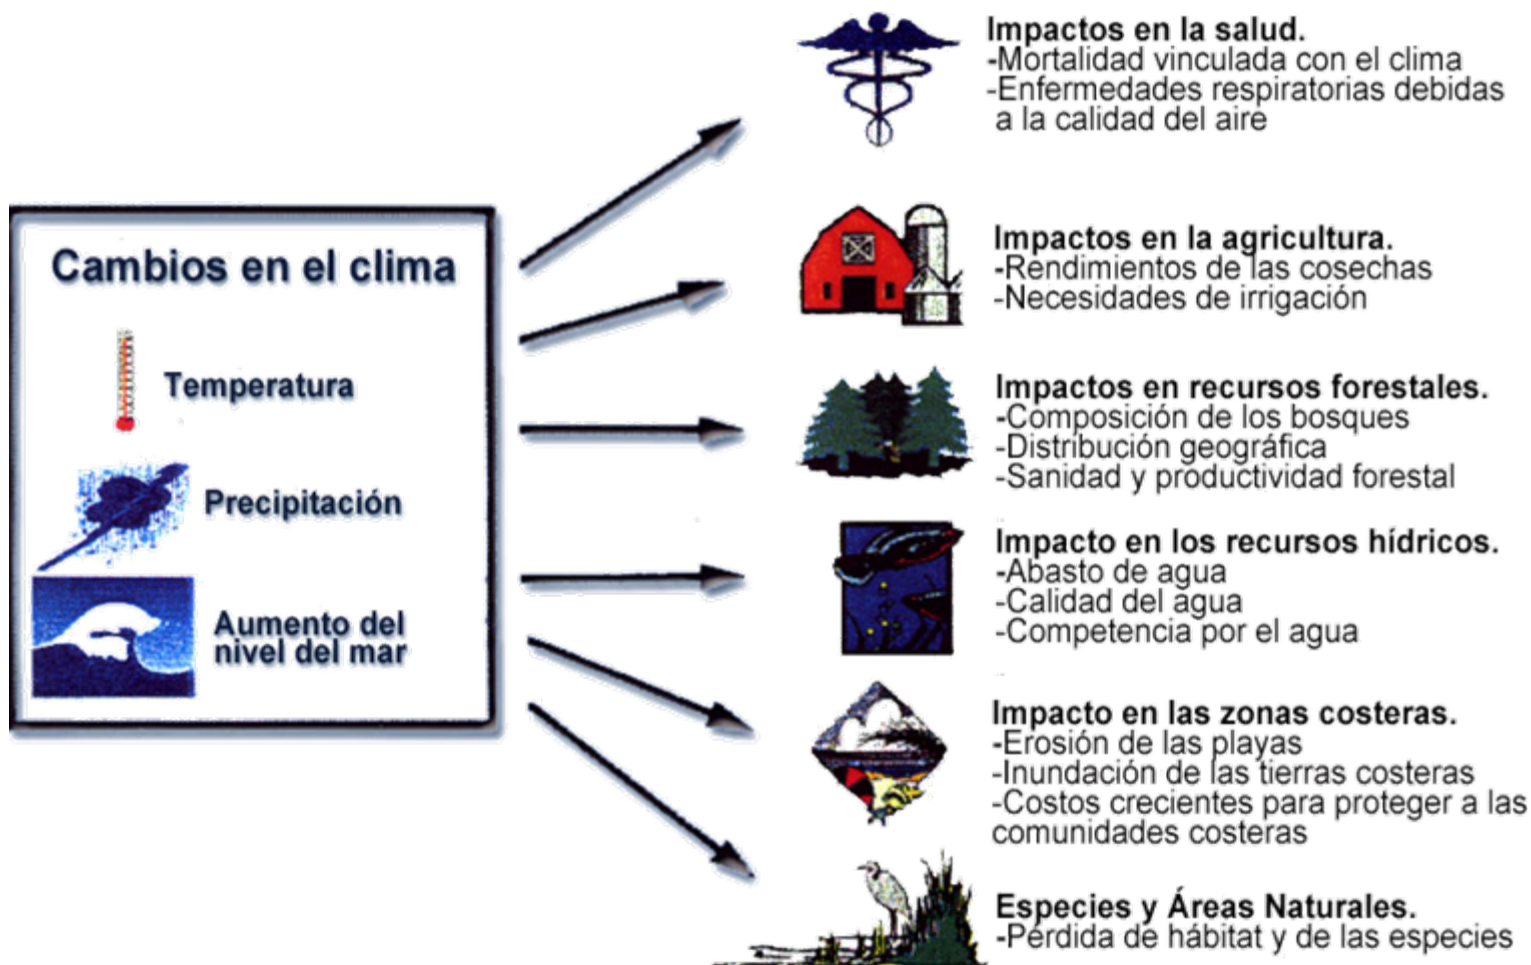 Cambios en el clima
Temperatura
Precipitación
Aumento del
nivel del mar
Impactos en la salud.
-Mortalidad vinculada con el clima
-Enfermedades respiratorias debidas
a la calidad del aire
Impactos en la agricultura.
-Rendimientos de las cosechas
-Necesidades de irrigación
Impactos en recursos forestales.
-Composición de los bosques
-Distribución geográfica
-Sanidad y productividad forestal
Impacto en los recursos hídricos.
-Abasto de agua
-Calidad del agua
-Competencia por el agua
Impacto en las zonas costeras.
-Erosión de las playas
-Inundación de las tierras costeras
-Costos crecientes para proteger a las
comunidades costeras
Especies y Áreas Naturales.
-Pérdida de hábitat y de las especies